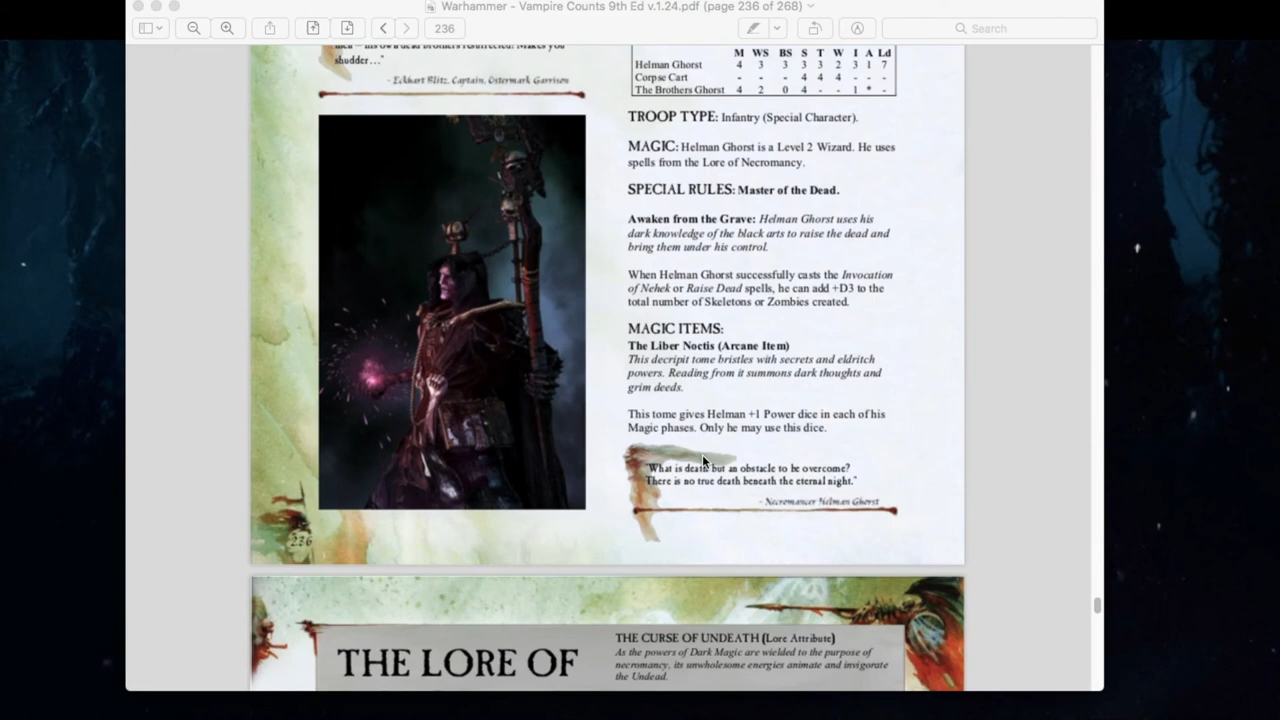 Warhammer - Vampire Counts 9th Ed v.1.24.pdf (page 236 of 268)
236
Search
men – his own dead brothers resurrected! Makes you
shudder..."
- Eckhart Blitz, Captain, Ostermark Garrison
M WS BS S T W I A Ld
Helman Ghorst 4 3 3 3 3 2 3 1 7
Corpse Cart - - - 4 4 4 - - -
The Brothers Ghorst 4 2 0 4 - - 1 * -
TROOP TYPE: Infantry (Special Character).
MAGIC: Helman Ghorst is a Level 2 Wizard. He uses
spells from the Lore of Necromancy.
SPECIAL RULES: Master of the Dead.
Awaken from the Grave: Helman Ghorst uses his
dark knowledge of the black arts to raise the dead and
bring them under his control.
When Helman Ghorst successfully casts the Invocation
of Nehek or Raise Dead spells, he can add +D3 to the
total number of Skeletons or Zombies created.
MAGIC ITEMS:
The Liber Noctis (Arcane Item)
This decripit tome bristles with secrets and eldritch
powers. Reading from it summons dark thoughts and
grim deeds.
This tome gives Helman +1 Power dice in each of his
Magic phases. Only he may use this dice.
"What is death but an obstacle to be overcome?
There is no true death beneath the eternal night."
- Necromancer Helman Ghorst
236
THE LORE OF
THE CURSE OF UNDEATH (Lore Attribute)
As the powers of Dark Magic are wielded to the purpose of
necromancy, its unwholesome energies animate and invigorate
the Undead.